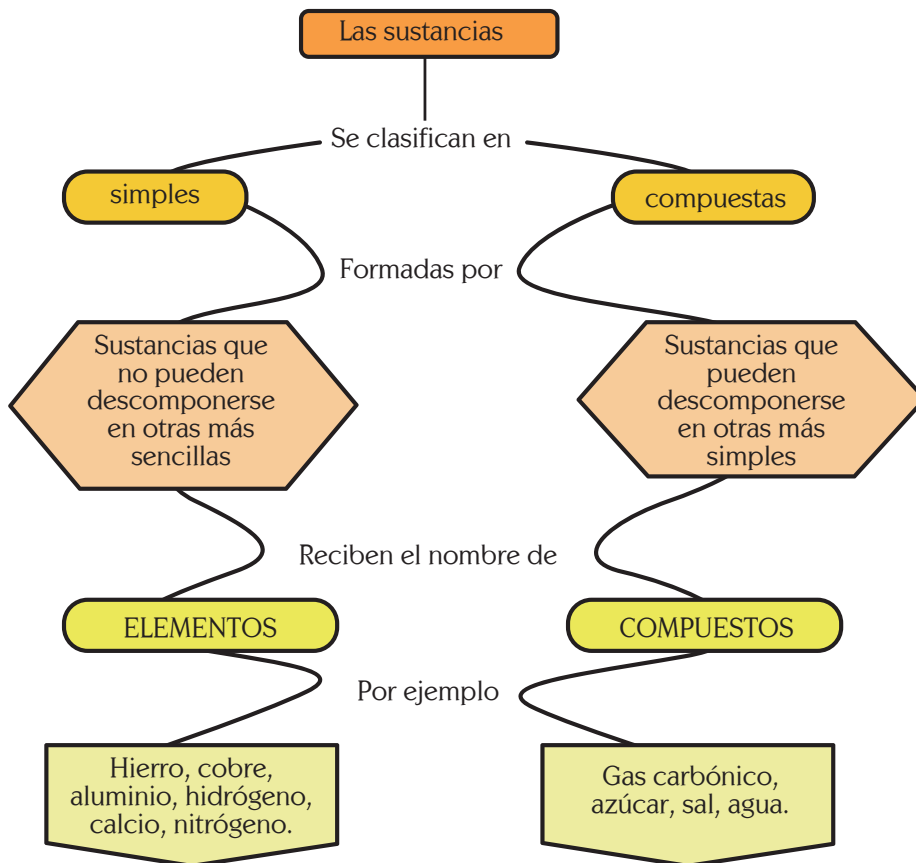 Las sustancias
Se clasifican en
simples
compuestas
Formadas por
Sustancias que
no pueden
descomponerse
en otras más
sencillas
Sustancias que
pueden
descomponerse
en otras más
simples
Reciben el nombre de
ELEMENTOS
COMPUESTOS
Por ejemplo
Hierro, cobre,
aluminio, hidrógeno,
calcio, nitrógeno.
Gas carbónico,
azúcar, sal, agua.